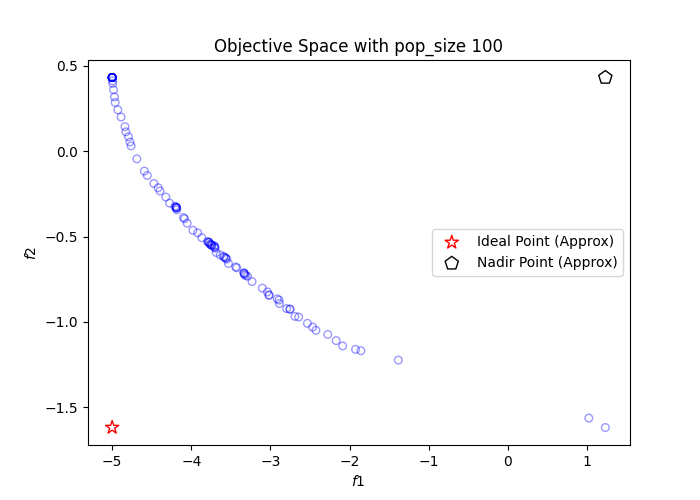 Objective Space with pop_size 100
0.5
0.0
−0.5
−1.0
−1.5
f2
Ideal Point (Approx)
Nadir Point (Approx)
−5 −4 −3 −2 −1 0 1
f1